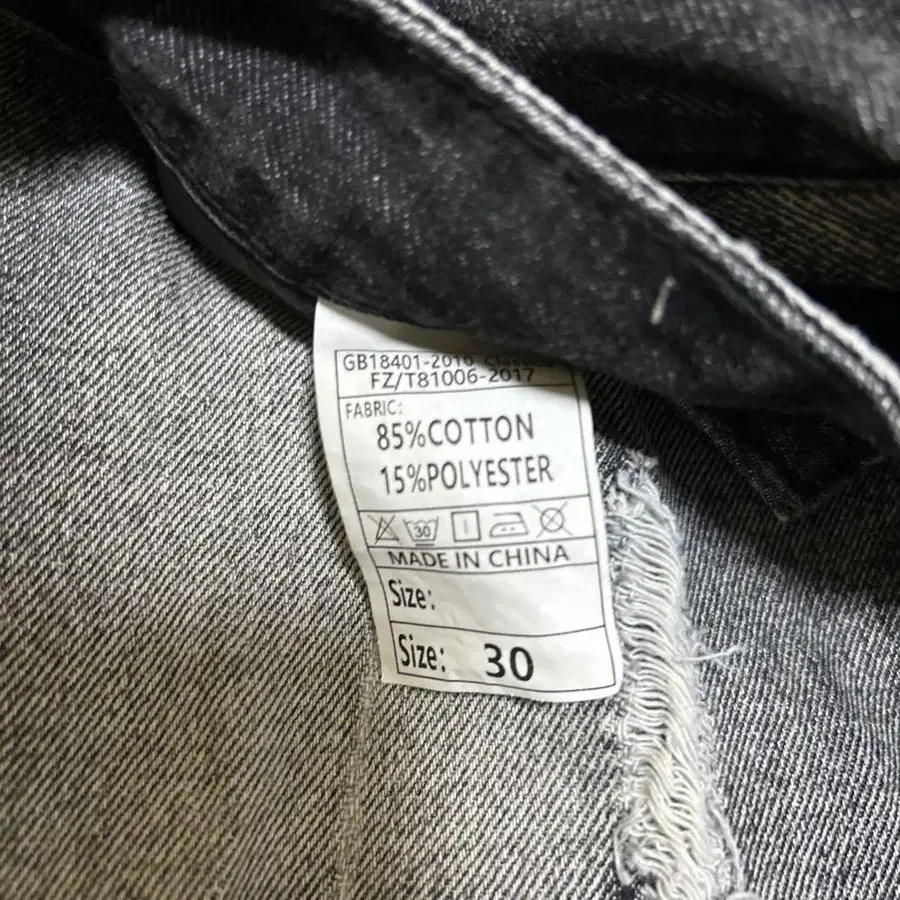 GB18401-2010
FZ/T81006-2017
FABRIC:
85%COTTON
15%POLYESTER
30
MADE IN CHINA
Size:
Size: 30